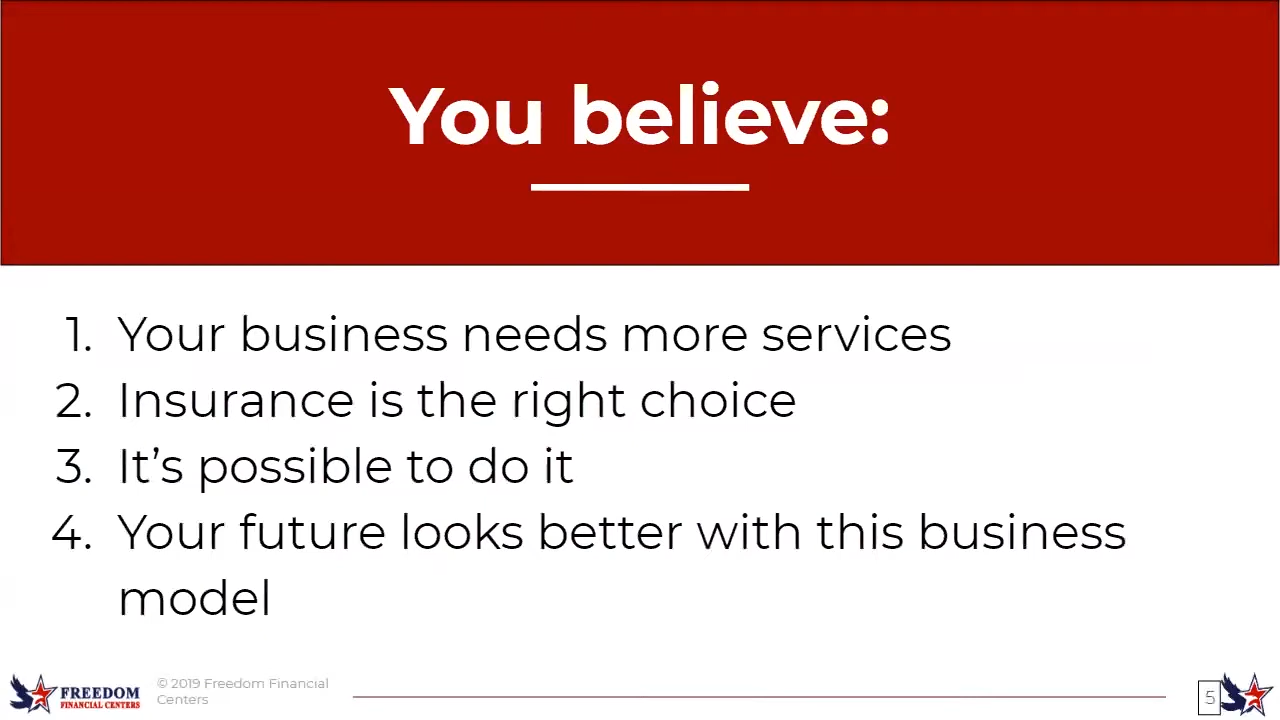 You believe:
1. Your business needs more services
2. Insurance is the right choice
3. It’s possible to do it
4. Your future looks better with this business
model
FREEDOM
FINANCIAL CENTERS
© 2019 Freedom Financial
Centers
5